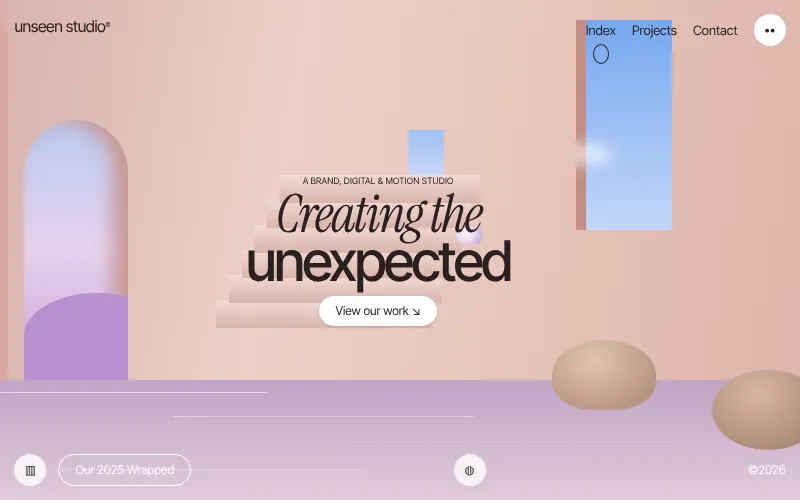 unseen studio®
Index Projects Contact
A BRAND, DIGITAL & MOTION STUDIO
Creating the
unexpected
View our work ↘
Our 2025 Wrapped
©2026